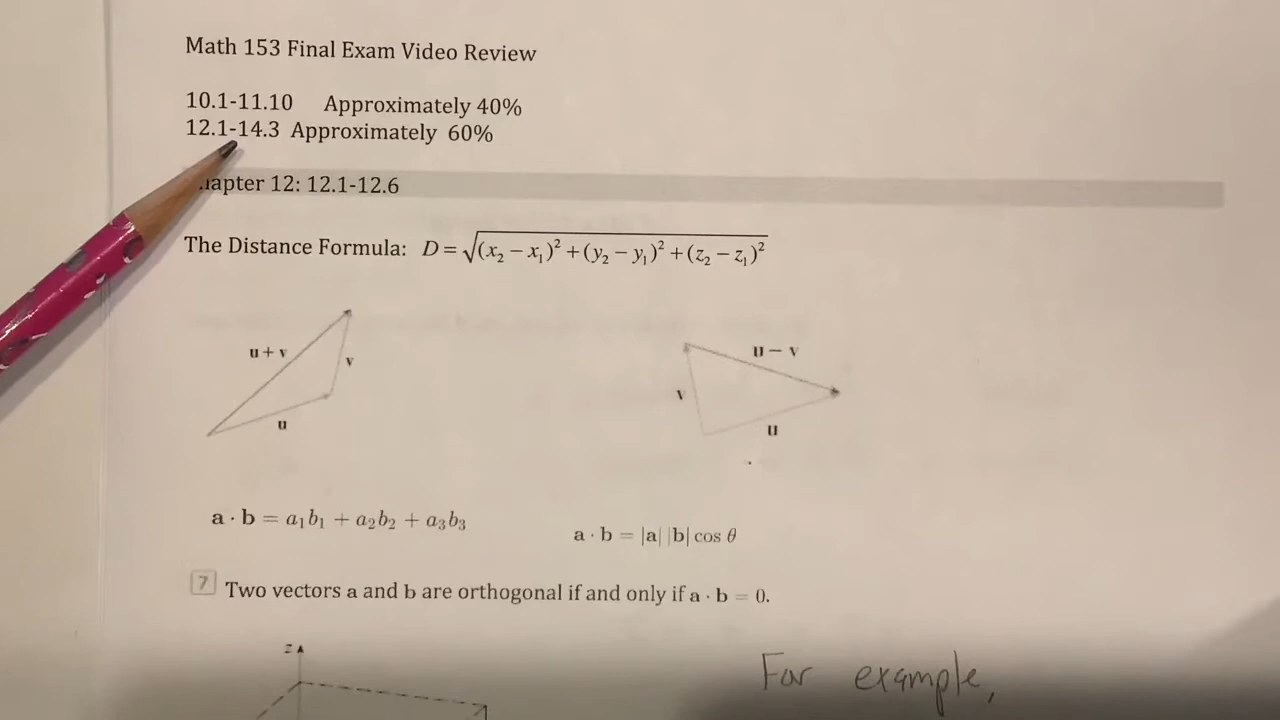 Math 153 Final Exam Video Review
10.1-11.10 Approximately 40%
12.1-14.3 Approximately 60%
hapter 12: 12.1-12.6
The Distance Formula: D = √(x₂ − x₁)² + (y₂ − y₁)² + (z₂ − z₁)²
u + v
v
u
u − v
v
u
a · b = a₁b₁ + a₂b₂ + a₃b₃
a · b = |a| |b| cos θ
7 Two vectors a and b are orthogonal if and only if a · b = 0.
z
For example,